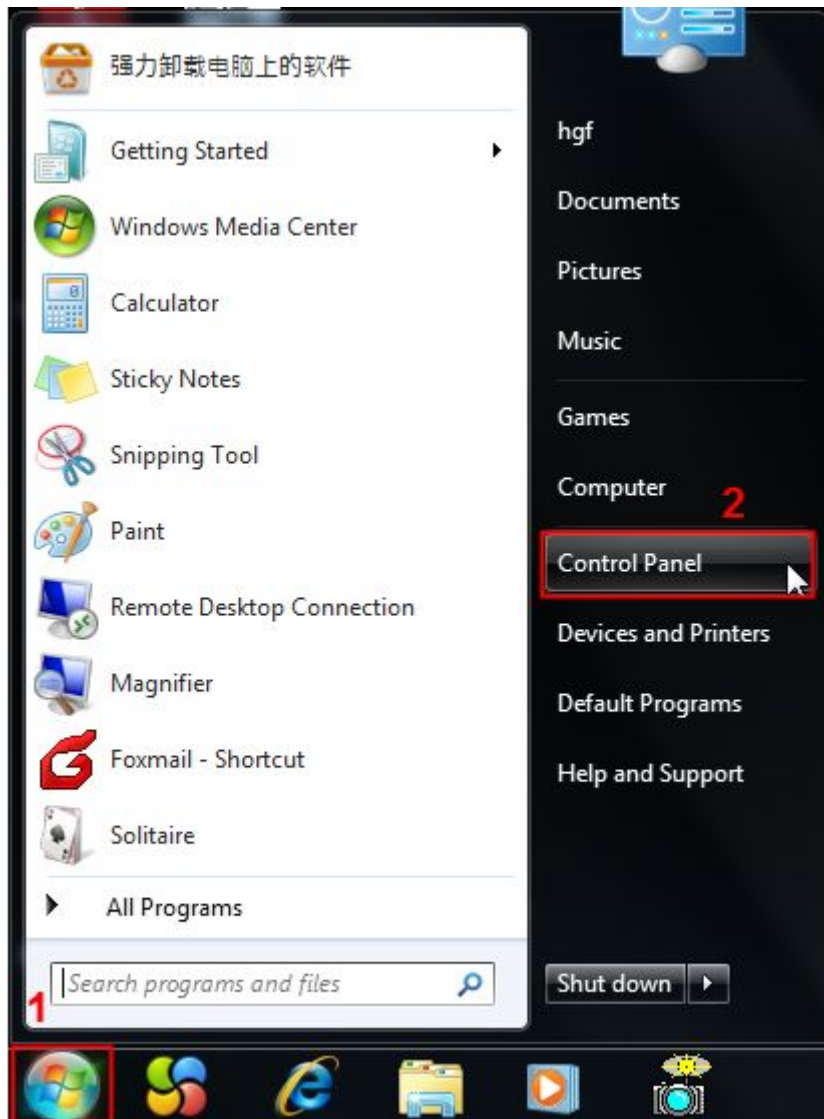 强力卸载电脑上的软件
Getting Started
Windows Media Center
Calculator
Sticky Notes
Snipping Tool
Paint
Remote Desktop Connection
Magnifier
Foxmail - Shortcut
Solitaire
All Programs
Search programs and files
1
hgf
Documents
Pictures
Music
Games
Computer
2
Control Panel
Devices and Printers
Default Programs
Help and Support
Shut down